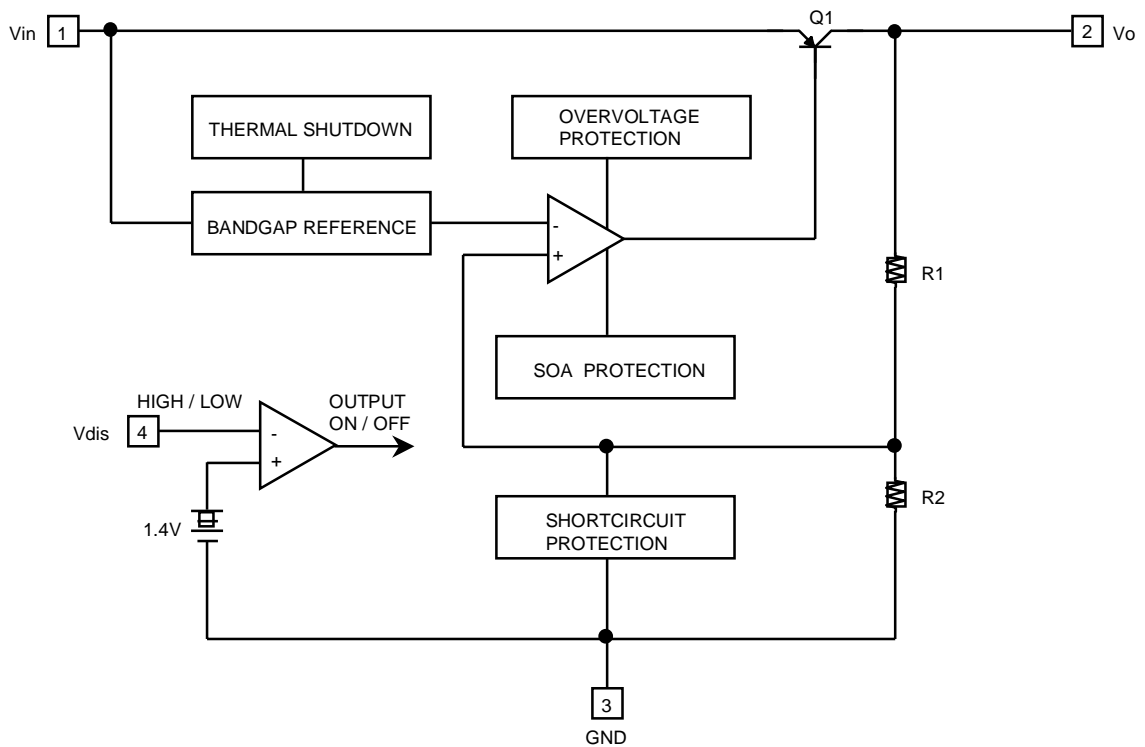 Q1
Vin 1
2 Vo
THERMAL SHUTDOWN
OVERVOLTAGE
PROTECTION
BANDGAP REFERENCE
-
+
R1
SOA PROTECTION
HIGH / LOW
OUTPUT
ON / OFF
Vdis 4
-
+
R2
1.4V
SHORTCIRCUIT
PROTECTION
3
GND